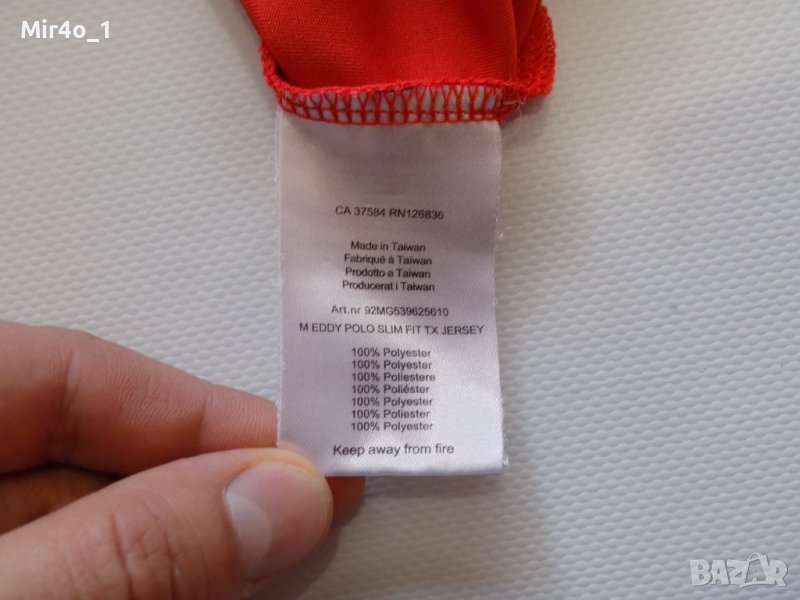 Mir4o_1
CA 37584 RN126836
Made in Taiwan
Fabriqué à Taiwan
Prodotto a Taiwan
Producerat i Taiwan
Art.nr 92MG539625610
M EDDY POLO SLIM FIT TX JERSEY
100% Polyester
100% Polyester
100% Poliestere
100% Poliéster
100% Polyester
100% Poliester
100% Polyester
Keep away from fire
BAZAR